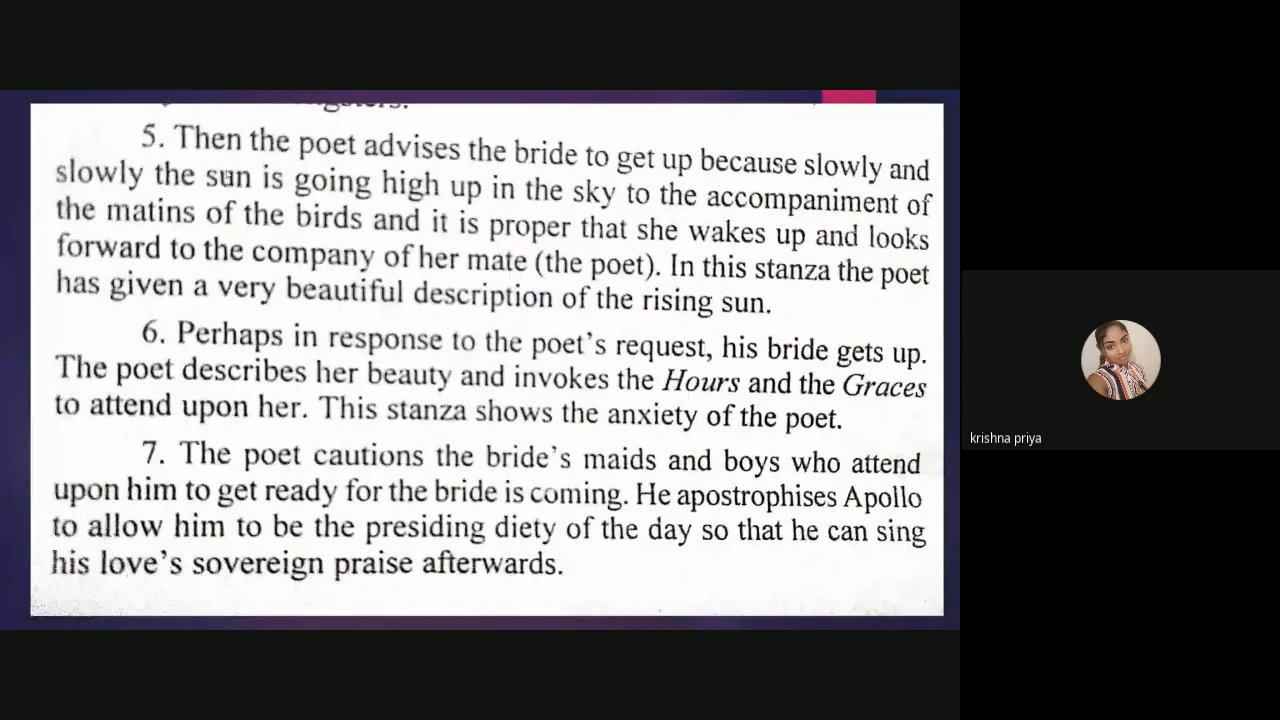 5. Then the poet advises the bride to get up because slowly and
slowly the sun is going high up in the sky to the accompaniment of
the matins of the birds and it is proper that she wakes up and looks
forward to the company of her mate (the poet). In this stanza the poet
has given a very beautiful description of the rising sun.
6. Perhaps in response to the poet's request, his bride gets up.
The poet describes her beauty and invokes the Hours and the Graces
to attend upon her. This stanza shows the anxiety of the poet.
7. The poet cautions the bride's maids and boys who attend
upon him to get ready for the bride is coming. He apostrophises Apollo
to allow him to be the presiding diety of the day so that he can sing
his love's sovereign praise afterwards.
krishna priya